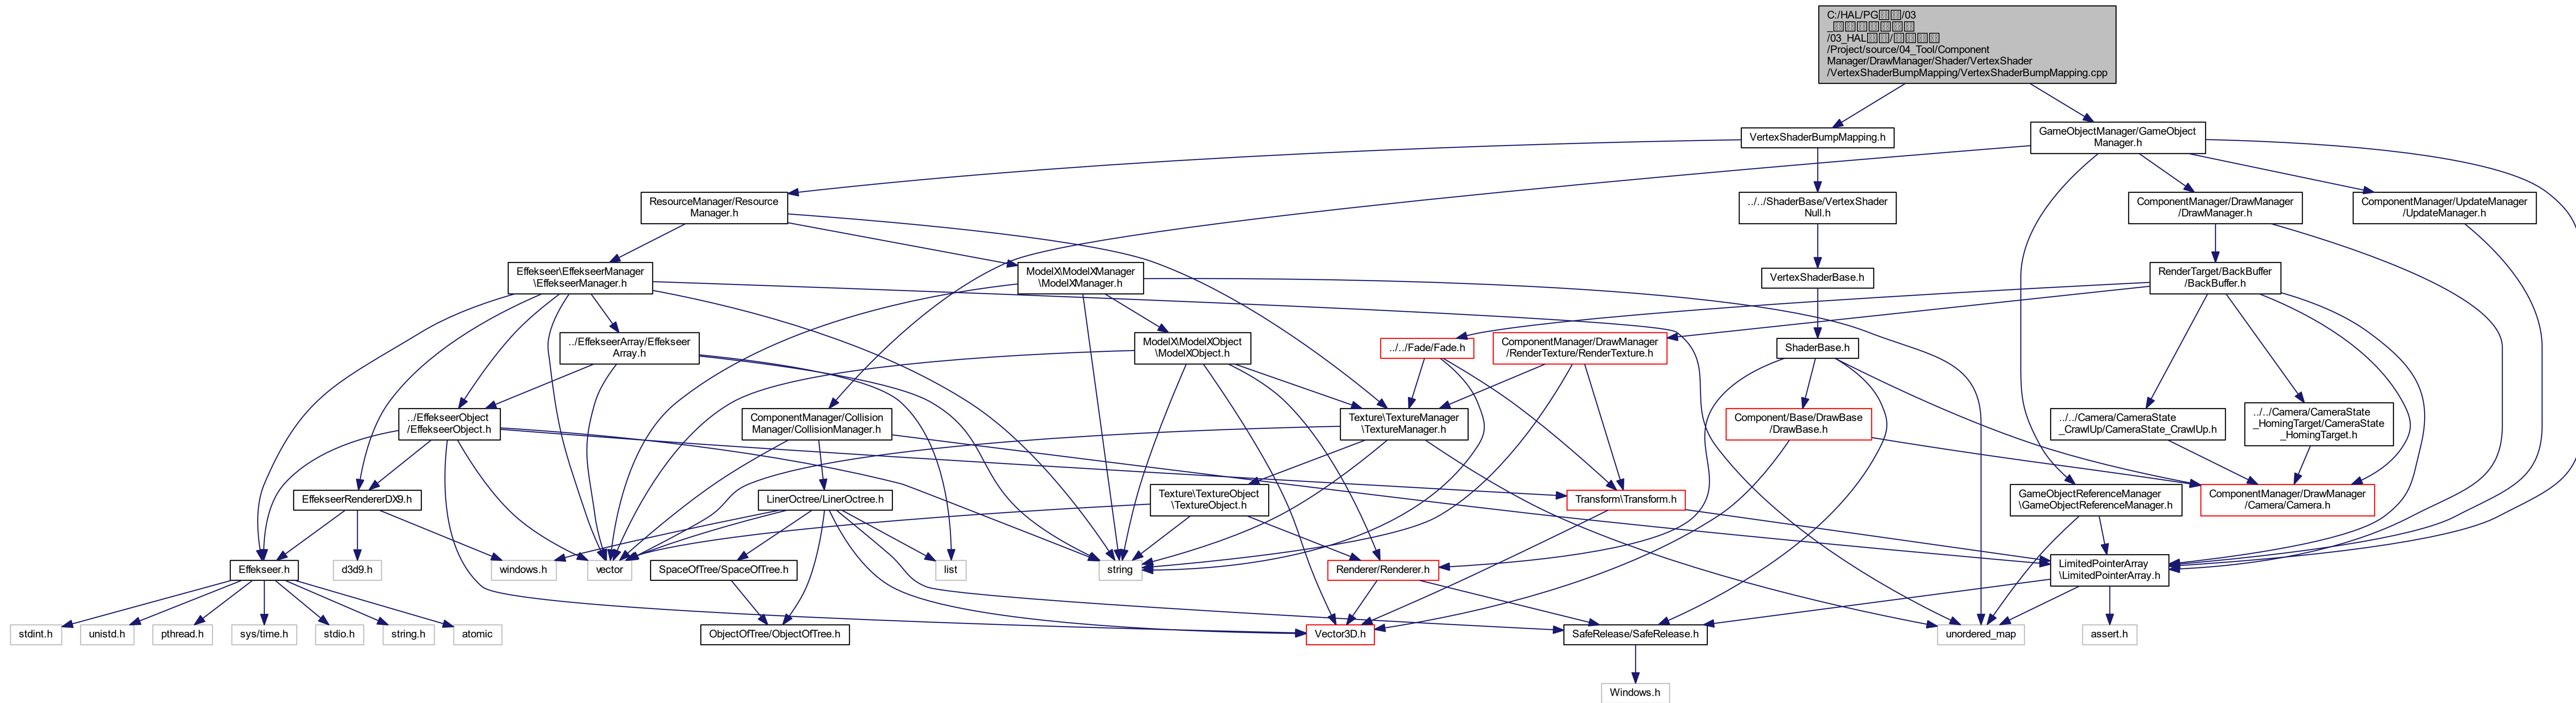 C:/HAL/PG/03
_
/03_HAL/
/Project/source/04_Tool/Component
Manager/DrawManager/Shader/VertexShader
/VertexShaderBumpMapping/VertexShaderBumpMapping.cpp
VertexShaderBumpMapping.h
GameObjectManager/GameObject
Manager.h
ResourceManager/Resource
Manager.h
../../ShaderBase/VertexShader
Null.h
ComponentManager/DrawManager
/DrawManager.h
ComponentManager/UpdateManager
/UpdateManager.h
Effekseer\EffekseerManager
\EffekseerManager.h
ModelX\ModelXManager
\ModelXManager.h
VertexShaderBase.h
RenderTarget/BackBuffer
/BackBuffer.h
../EffekseerArray/Effekseer
Array.h
ModelX\ModelXObject
\ModelXObject.h
../../Fade/Fade.h
ComponentManager/DrawManager
/RenderTexture/RenderTexture.h
ShaderBase.h
../EffekseerObject
/EffekseerObject.h
ComponentManager/Collision
Manager/CollisionManager.h
Texture\TextureManager
\TextureManager.h
Component/Base/DrawBase
/DrawBase.h
../../Camera/CameraState
_CrawlUp/CameraState_CrawlUp.h
../../Camera/CameraState
_HomingTarget/CameraState
_HomingTarget.h
EffekseerRendererDX9.h
LinerOctree/LinerOctree.h
Texture\TextureObject
\TextureObject.h
Transform\Transform.h
GameObjectReferenceManager
\GameObjectReferenceManager.h
ComponentManager/DrawManager
/Camera/Camera.h
Effekseer.h
d3d9.h
windows.h
vector
SpaceOfTree/SpaceOfTree.h
list
string
Renderer/Renderer.h
LimitedPointerArray
\LimitedPointerArray.h
stdint.h
unistd.h
pthread.h
sys/time.h
stdio.h
string.h
atomic
ObjectOfTree/ObjectOfTree.h
Vector3D.h
SafeRelease/SafeRelease.h
unordered_map
assert.h
Windows.h